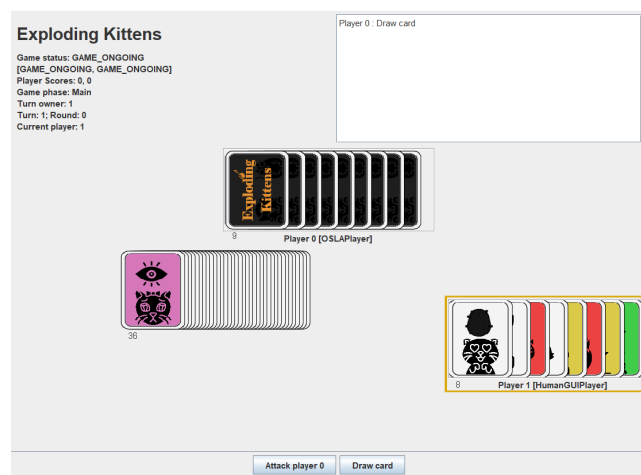 Exploding Kittens
Game status: GAME_ONGOING
[GAME_ONGOING, GAME_ONGOING]
Player Scores: 0, 0
Game phase: Main
Turn owner: 1
Turn: 1; Round: 0
Current player: 1
Player 0 : Draw card
Exploding
Kittens
9
Player 0 [OSLAPlayer]
36
8
Player 1 [HumanGUIPlayer]
Attack player 0
Draw card